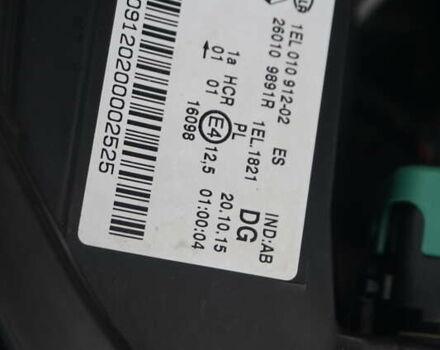 1EL 010 912-02 ES IND:AB
26010 9891R 1EL.1821 DG
1a HCR PL 20.10.15
01 01 E4 12,5 01:00:04
16098
0912020000002525